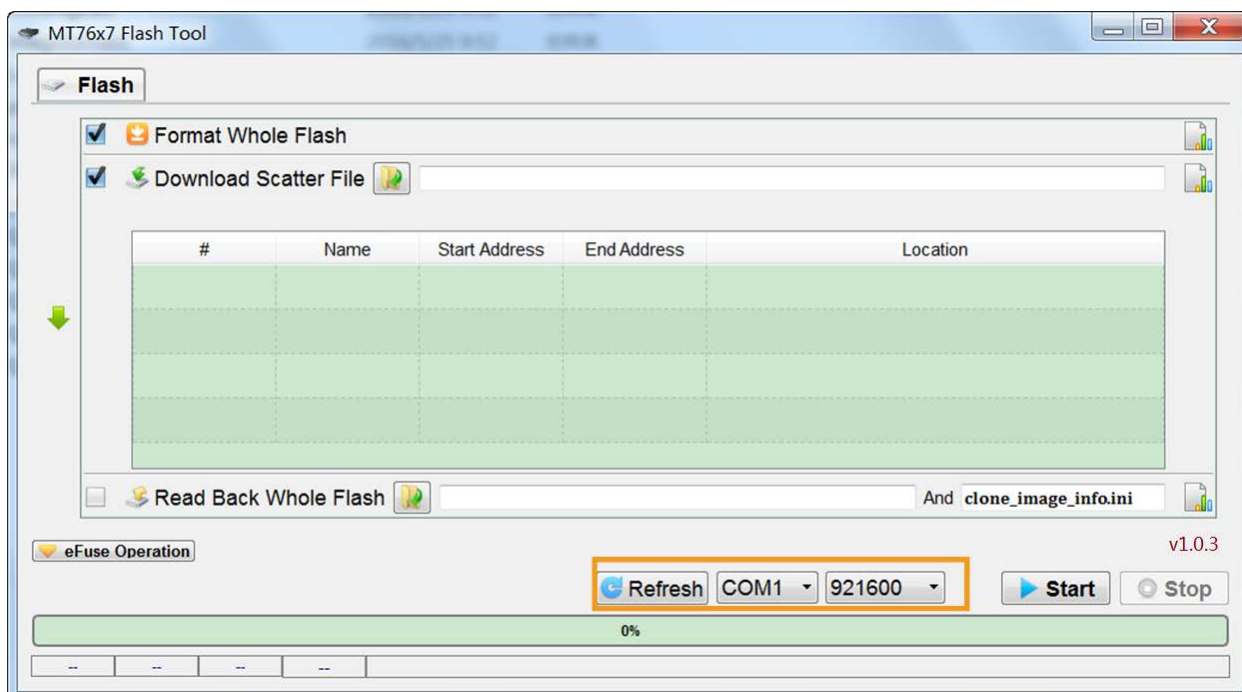 MT76x7 Flash Tool
Flash
Format Whole Flash
Download Scatter File
# Name Start Address End Address Location
Read Back Whole Flash And clone_image_info.ini
eFuse Operation
v1.0.3
Refresh COM1 921600 Start Stop
0%
-- -- -- --